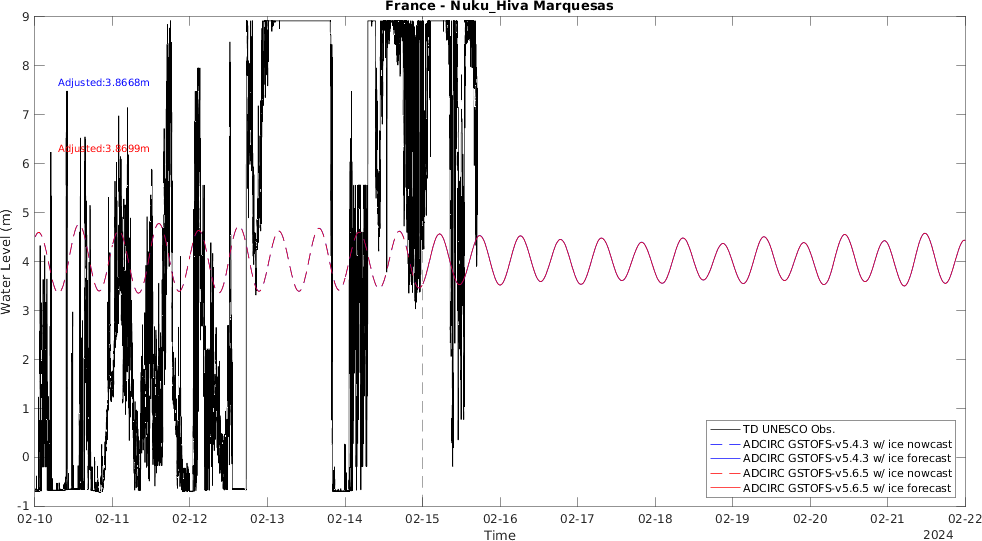 France - Nuku_Hiva Marquesas
9
8
7
6
5
4
3
2
1
0
-1
Water Level (m)
Adjusted:3.8668m
Adjusted:3.8699m
TD UNESCO Obs.
ADCIRC GSTOFS-v5.4.3 w/ ice nowcast
ADCIRC GSTOFS-v5.4.3 w/ ice forecast
ADCIRC GSTOFS-v5.6.5 w/ ice nowcast
ADCIRC GSTOFS-v5.6.5 w/ ice forecast
02-10 02-11 02-12 02-13 02-14 02-15 02-16 02-17 02-18 02-19 02-20 02-21 02-22
Time
2024